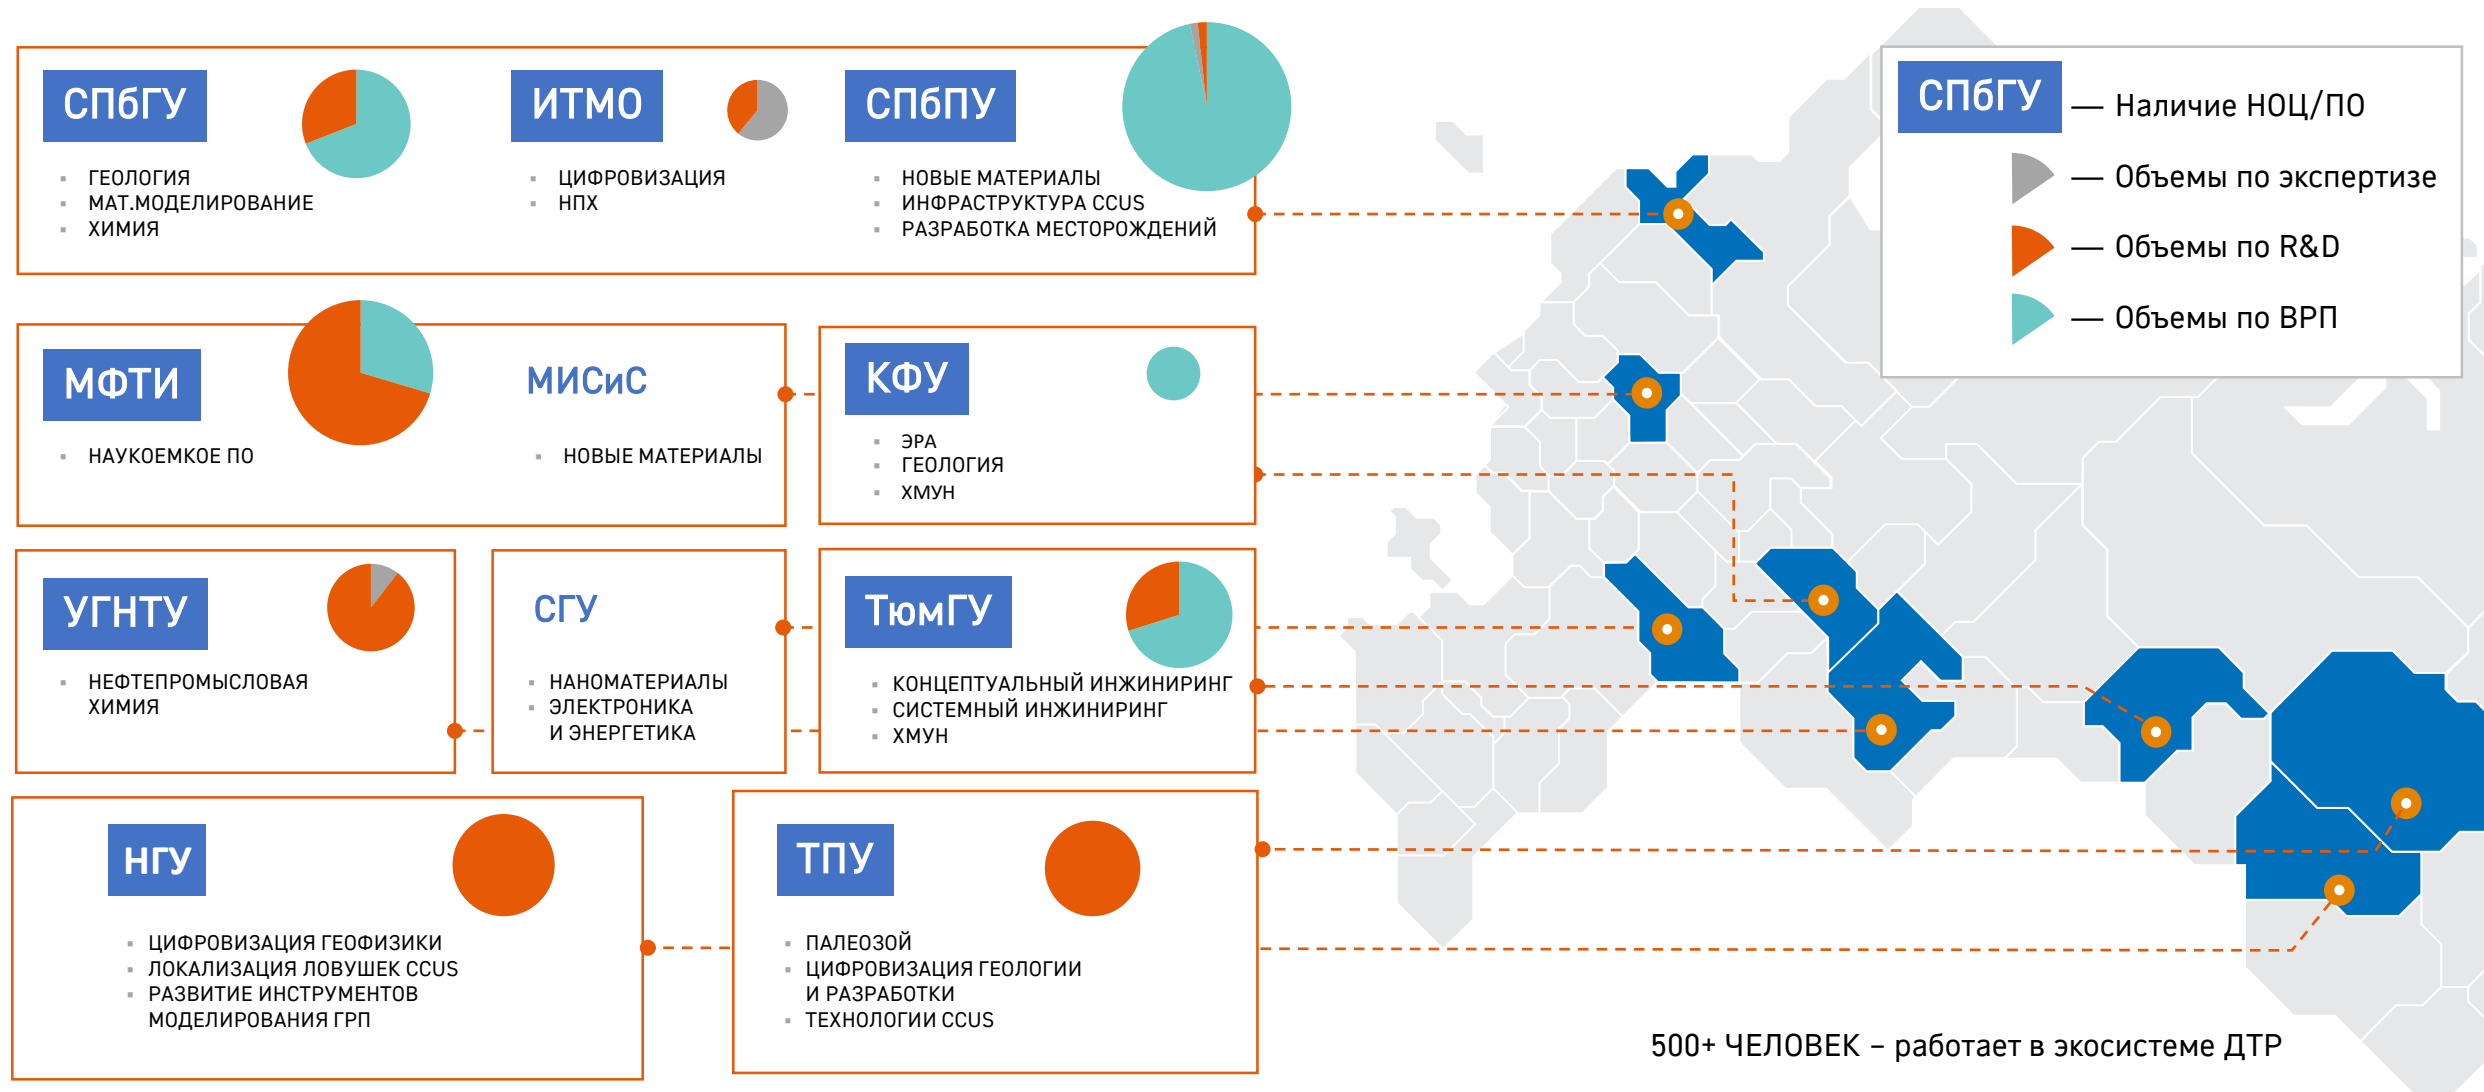 СПбГУ
ГЕОЛОГИЯ
МАТ.МОДЕЛИРОВАНИЕ
ХИМИЯ
ИТМО
ЦИФРОВИЗАЦИЯ
НПХ
СПбПУ
НОВЫЕ МАТЕРИАЛЫ
ИНФРАСТРУКТУРА CCUS
РАЗРАБОТКА МЕСТОРОЖДЕНИЙ
СПбГУ — Наличие НОЦ/ПО
— Объемы по экспертизе
— Объемы по R&D
— Объемы по ВРП
МФТИ
НАУКОЕМКОЕ ПО
МИСиС
НОВЫЕ МАТЕРИАЛЫ
КФУ
ЭРА
ГЕОЛОГИЯ
ХМУН
УГНТУ
НЕФТЕПРОМЫСЛОВАЯ
ХИМИЯ
СГУ
НАНОМАТЕРИАЛЫ
ЭЛЕКТРОНИКА
И ЭНЕРГЕТИКА
ТюмГУ
КОНЦЕПТУАЛЬНЫЙ ИНЖИНИРИНГ
СИСТЕМНЫЙ ИНЖИНИРИНГ
ХМУН
НГУ
ЦИФРОВИЗАЦИЯ ГЕОФИЗИКИ
ЛОКАЛИЗАЦИЯ ЛОВУШЕК CCUS
РАЗВИТИЕ ИНСТРУМЕНТОВ
МОДЕЛИРОВАНИЯ ГРП
ТПУ
ПАЛЕОЗОЙ
ЦИФРОВИЗАЦИЯ ГЕОЛОГИИ
И РАЗРАБОТКИ
ТЕХНОЛОГИИ CCUS
500+ ЧЕЛОВЕК – работает в экосистеме ДТР